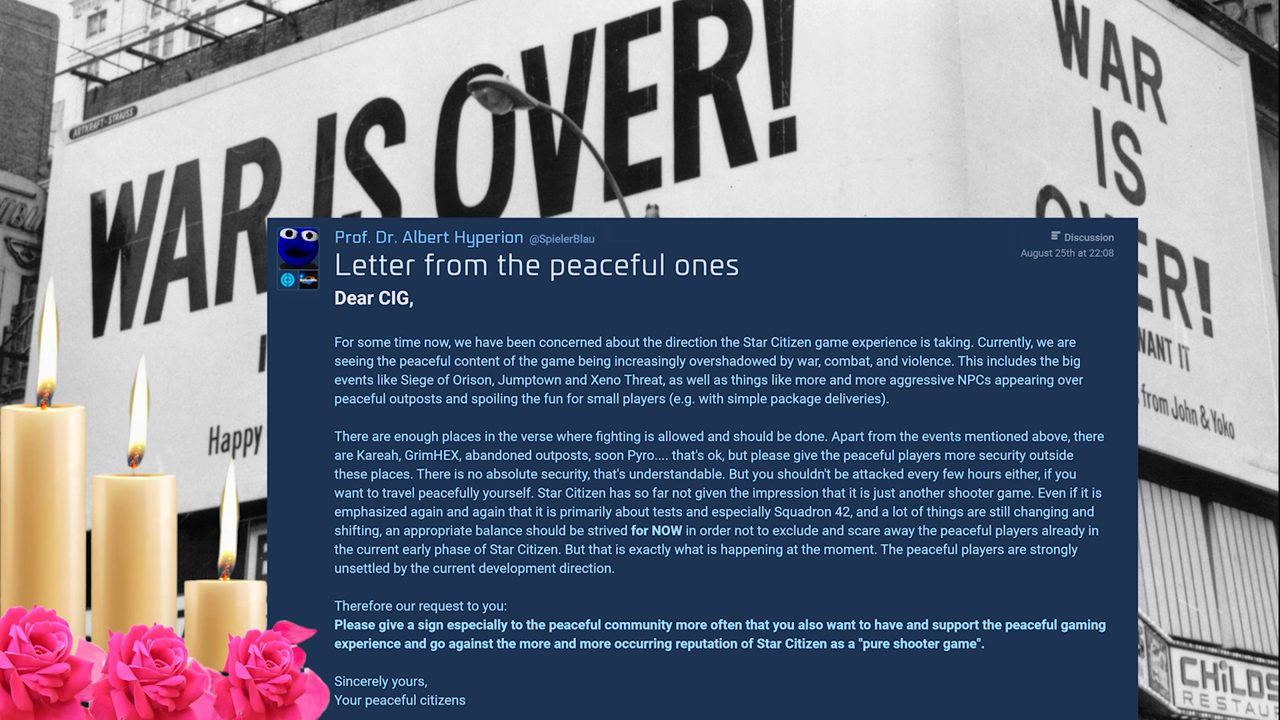 ARTKRAFT-STRAUSS
WAR IS OVER!
WAR
IS
OVER!
WANT IT
from John & Yoko
Happy
Prof. Dr. Albert Hyperion @SpielerBlau
Discussion
August 25th at 22:08
Letter from the peaceful ones
Dear CIG,
For some time now, we have been concerned about the direction the Star Citizen game experience is taking. Currently, we are
seeing the peaceful content of the game being increasingly overshadowed by war, combat, and violence. This includes the big
events like Siege of Orison, Jumptown and Xeno Threat, as well as things like more and more aggressive NPCs appearing over
peaceful outposts and spoiling the fun for small players (e.g. with simple package deliveries).
There are enough places in the verse where fighting is allowed and should be done. Apart from the events mentioned above, there
are Kareah, GrimHEX, abandoned outposts, soon Pyro.... that's ok, but please give the peaceful players more security outside
these places. There is no absolute security, that's understandable. But you shouldn't be attacked every few hours either, if you
want to travel peacefully yourself. Star Citizen has so far not given the impression that it is just another shooter game. Even if it is
emphasized again and again that it is primarily about tests and especially Squadron 42, and a lot of things are still changing and
shifting, an appropriate balance should be strived for NOW in order not to exclude and scare away the peaceful players already in
the current early phase of Star Citizen. But that is exactly what is happening at the moment. The peaceful players are strongly
unsettled by the current development direction.
Therefore our request to you:
Please give a sign especially to the peaceful community more often that you also want to have and support the peaceful gaming
experience and go against the more and more occurring reputation of Star Citizen as a "pure shooter game".
Sincerely yours,
Your peaceful citizens
CHILDS
RESTAU